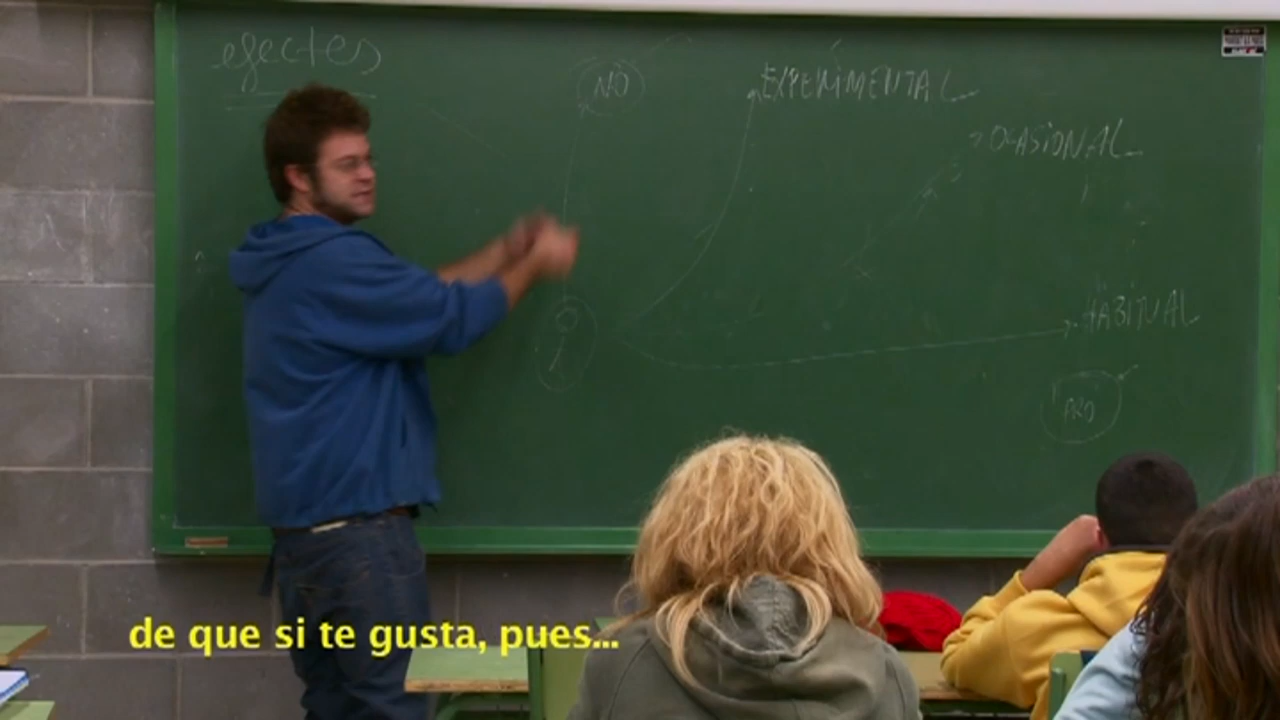 efectes
NO
EXPERIMENTAL
OCASIONAL
HABITUAL
PRO
de que si te gusta, pues...